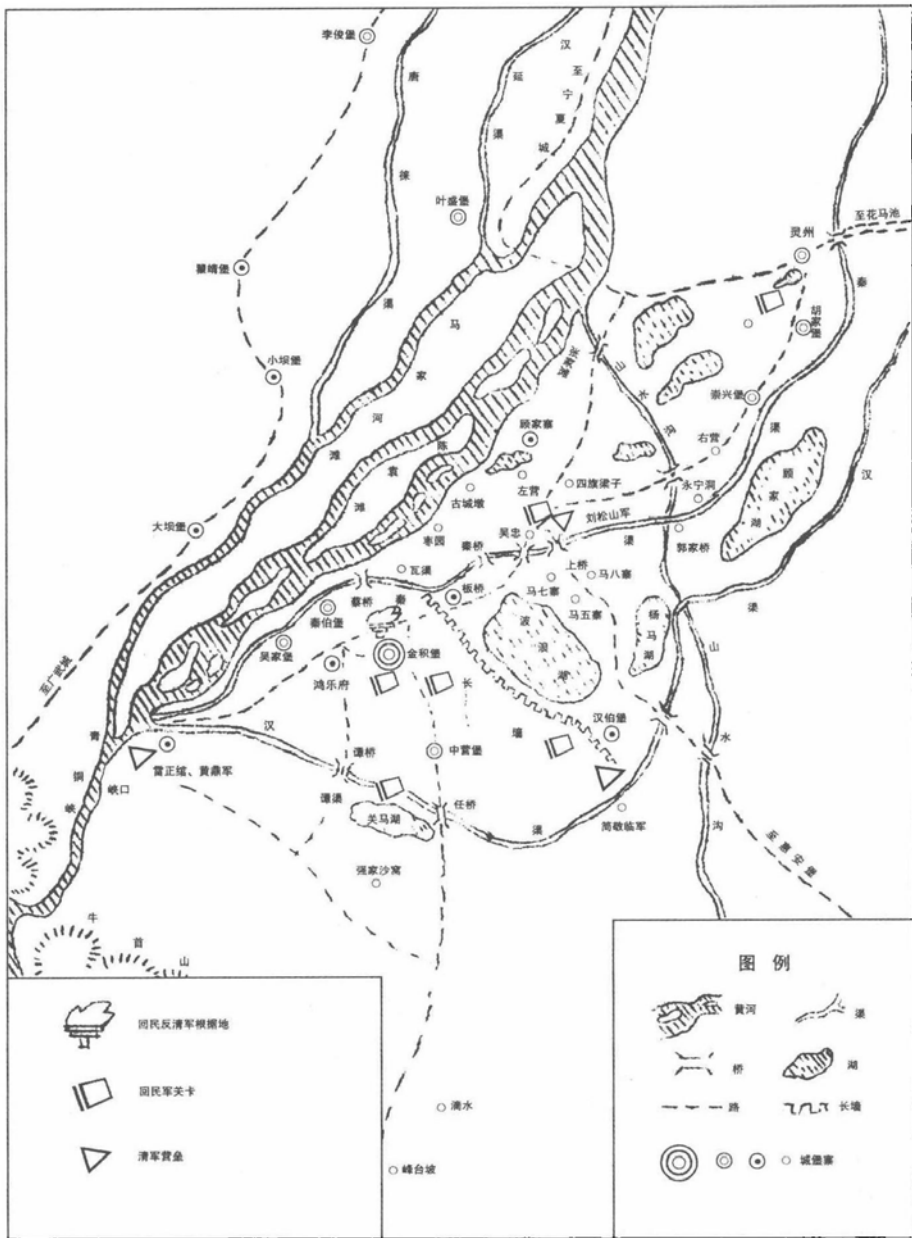 李俊堡
唐
徕
渠
汉
延
渠
至宁夏城
叶盛堡
至花马池
灵州
瞿靖堡
秦
渠
胡家堡
马
家
河
滩
小坝堡
山
水
沟
崇兴堡
陈
袁
滩
顾家寨
右营
古城墩
左营
四旗梁子
永宁洞
顾
家
湖
汉
渠
大坝堡
枣园
吴忠
刘松山军
渠
郭家桥
秦桥
上桥
瓦渠
马八寨
蔡桥
秦
板桥
马七寨
马五寨
杨
马
湖
秦伯堡
波
浪
湖
吴家堡
金积堡
至广武城
鸿乐府
长
墙
山
水
沟
汉
渠
汉伯堡
青
铜
峡
峡口
雷正绾、黄鼎军
谭桥
中营堡
谭渠
任桥
关马湖
简敬临军
至惠安堡
强家沙窝
牛
首
山
图 例
回民反清军根据地
黄河
渠
回民军关卡
桥
湖
路
长墙
清军营垒
城堡寨
滴水
峰台坡